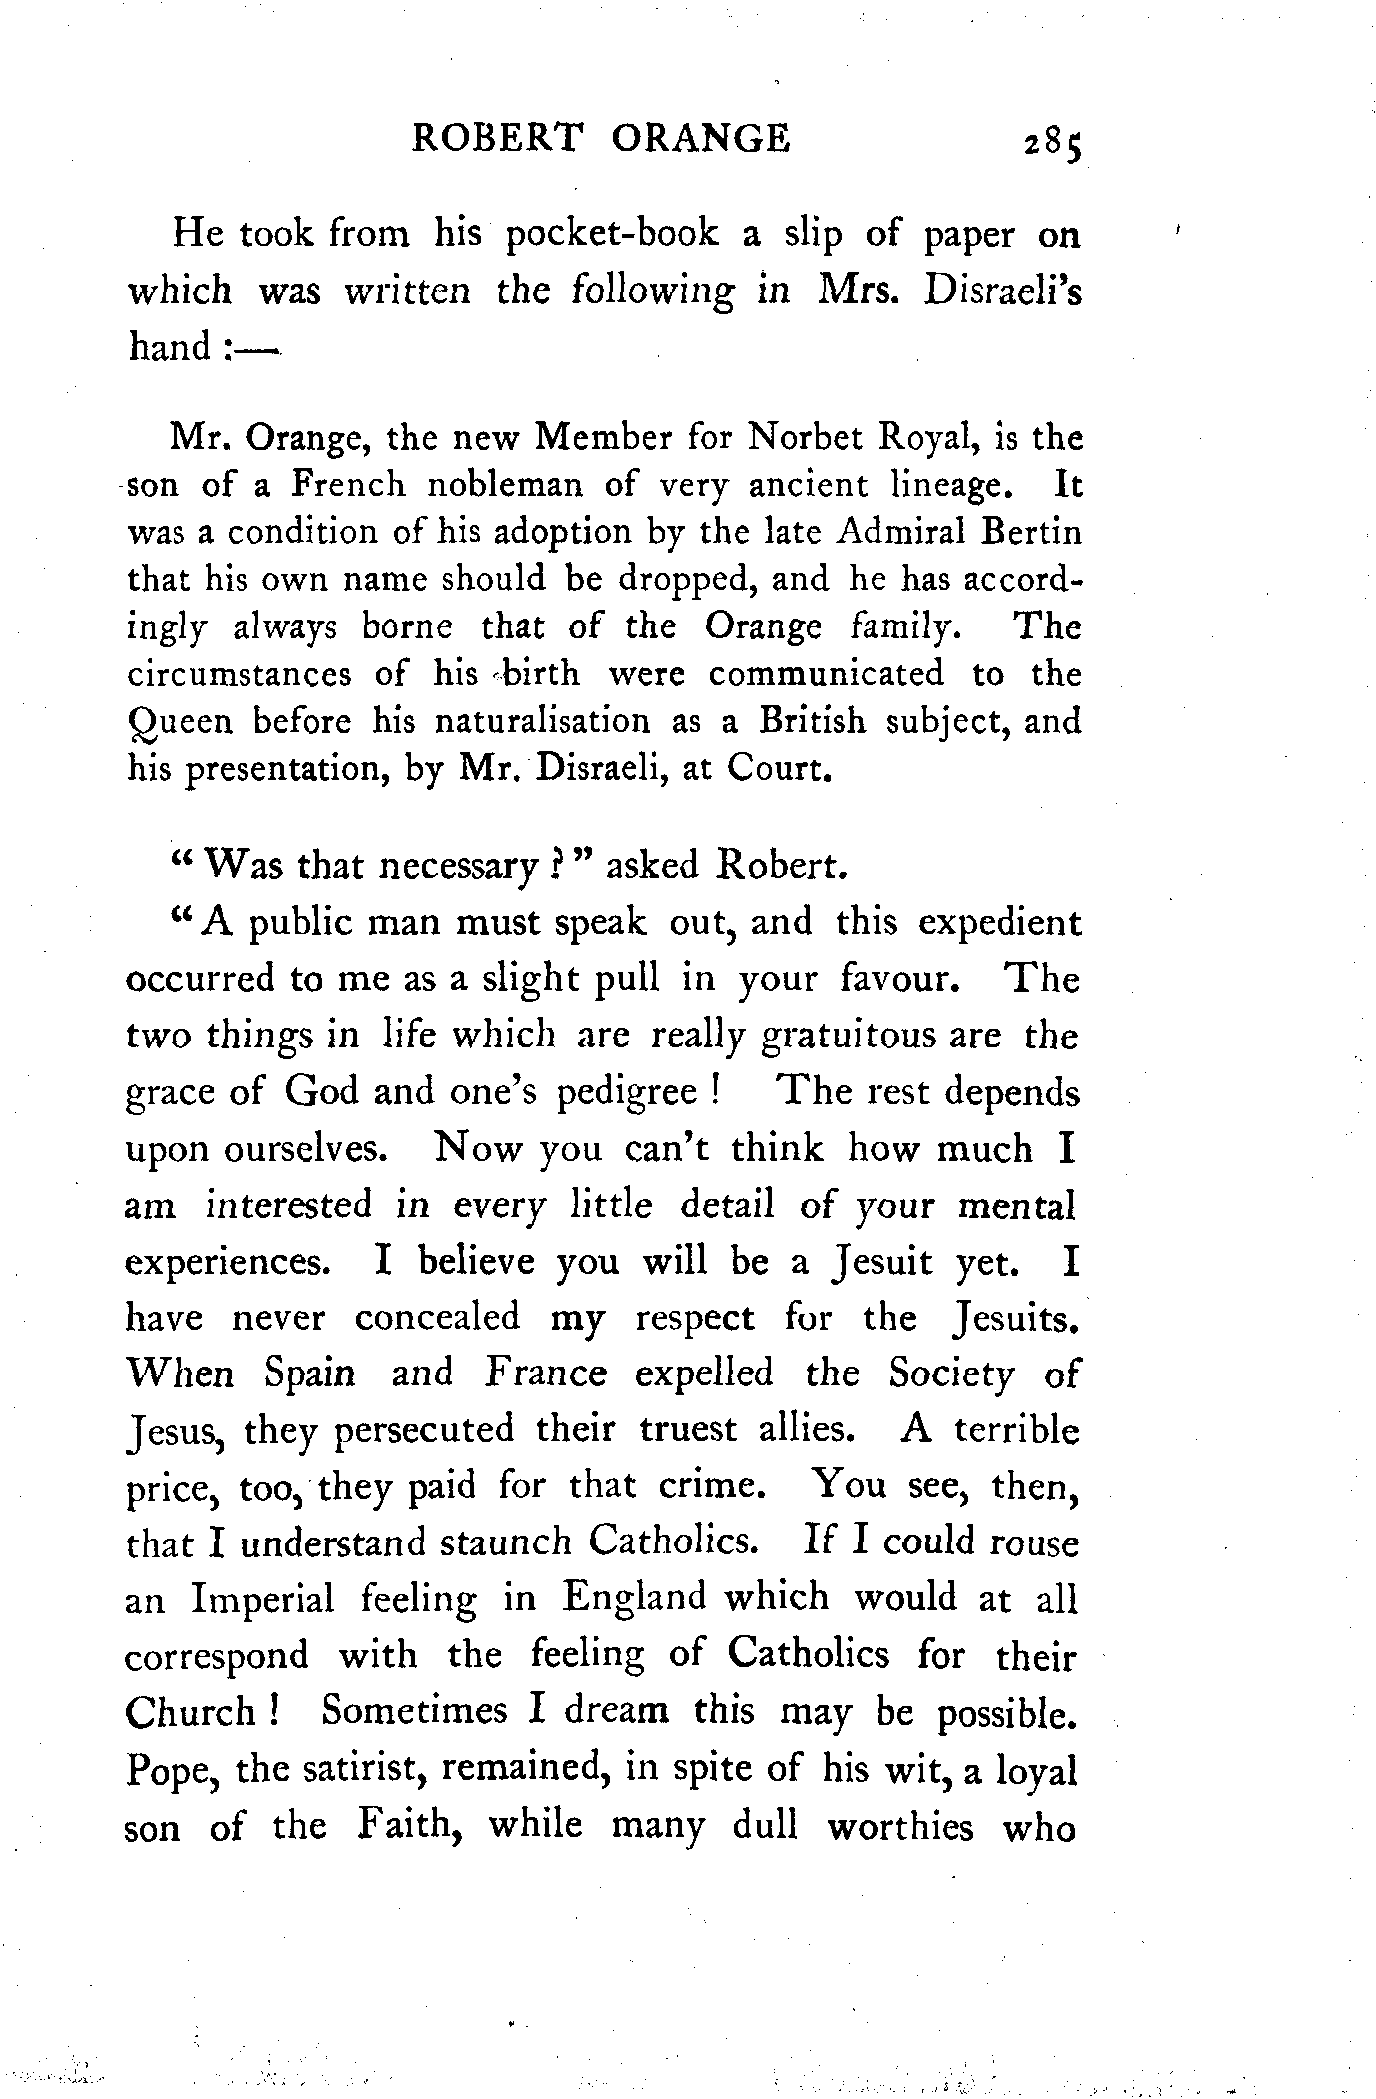 ROBERT ORANGE 285
He took from his pocket-book a slip of paper on
which was written the following in Mrs. Disraeli's
hand :—
Mr. Orange, the new Member for Norbet Royal, is the
son of a French nobleman of very ancient lineage. It
was a condition of his adoption by the late Admiral Bertin
that his own name should be dropped, and he has accord-
ingly always borne that of the Orange family. The
circumstances of his birth were communicated to the
Queen before his naturalisation as a British subject, and
his presentation, by Mr. Disraeli, at Court.
“ Was that necessary ? ” asked Robert.
“ A public man must speak out, and this expedient
occurred to me as a slight pull in your favour. The
two things in life which are really gratuitous are the
grace of God and one's pedigree ! The rest depends
upon ourselves. Now you can't think how much I
am interested in every little detail of your mental
experiences. I believe you will be a Jesuit yet. I
have never concealed my respect for the Jesuits.
When Spain and France expelled the Society of
Jesus, they persecuted their truest allies. A terrible
price, too, they paid for that crime. You see, then,
that I understand staunch Catholics. If I could rouse
an Imperial feeling in England which would at all
correspond with the feeling of Catholics for their
Church ! Sometimes I dream this may be possible.
Pope, the satirist, remained, in spite of his wit, a loyal
son of the Faith, while many dull worthies who